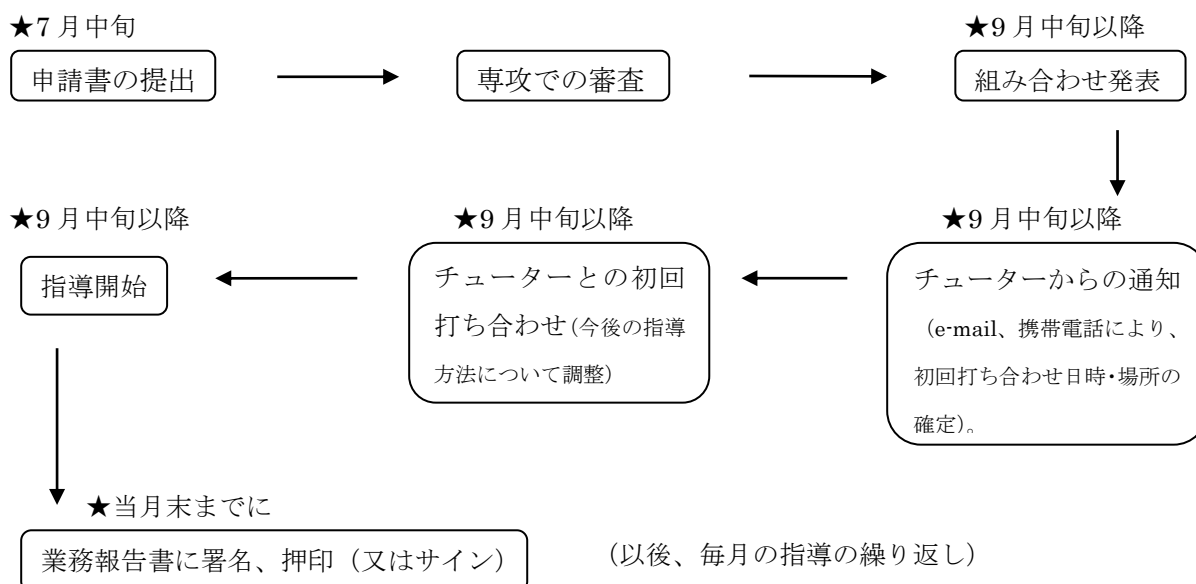 ★7月中旬
申請書の提出
専攻での審査
★9月中旬以降
組み合わせ発表
★9月中旬以降
チューターからの通知
（e-mail、携帯電話により、
初回打ち合わせ日時・場所の
確定）。
★9月中旬以降
チューターとの初回
打ち合わせ（今後の指導
方法について調整）
★9月中旬以降
指導開始
★当月末までに
業務報告書に署名、押印（又はサイン）
（以後、毎月の指導の繰り返し）